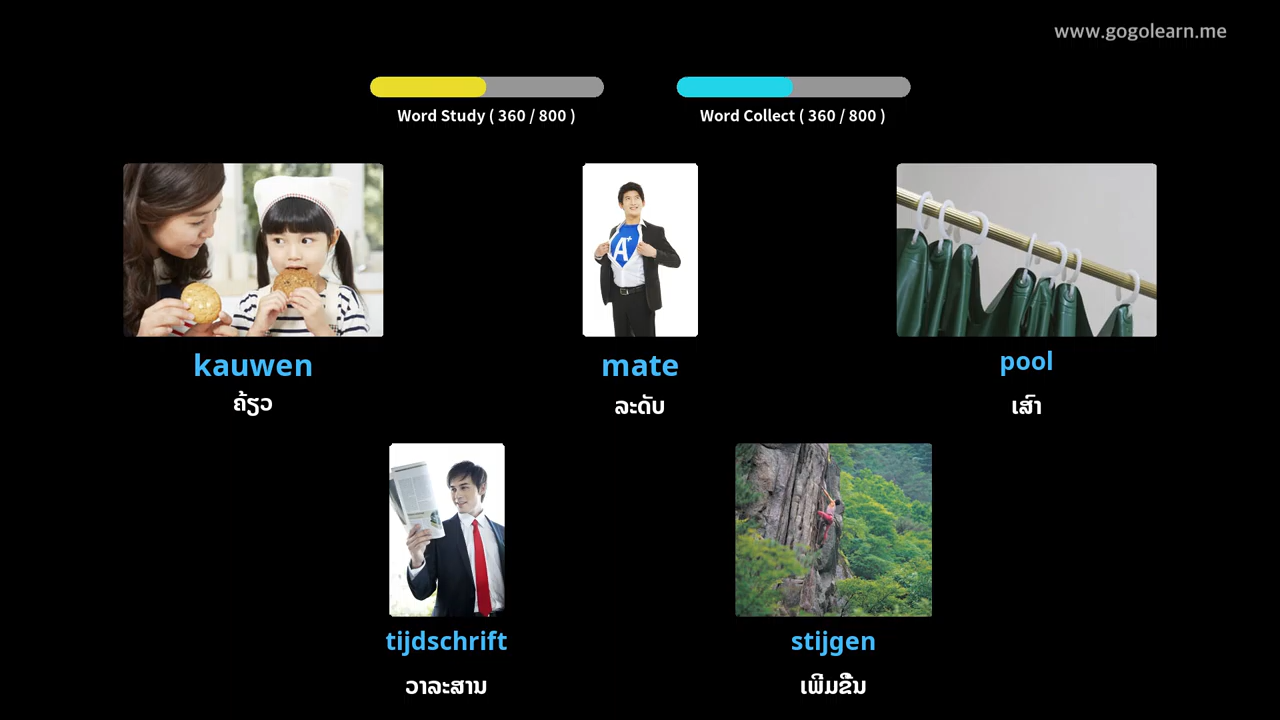 www.gogolearn.me
Word Study ( 360 / 800 )
Word Collect ( 360 / 800 )
A+
kauwen
mate
pool
ຄ້ຽວ
ລະດັບ
ເສົາ
tijdschrift
stijgen
ວາລະສານ
ເພີ່ມຂື້ນ